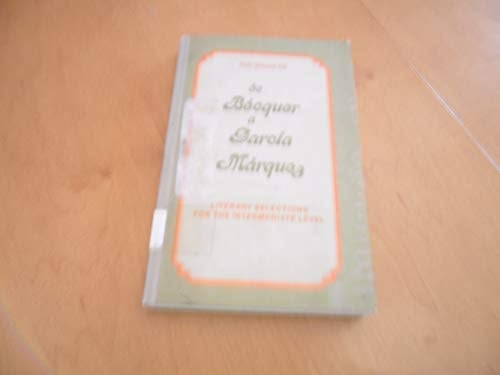 de
Bécquer
a
García
Márquez
LITERARY SELECTIONS
FOR THE INTERMEDIATE LEVEL